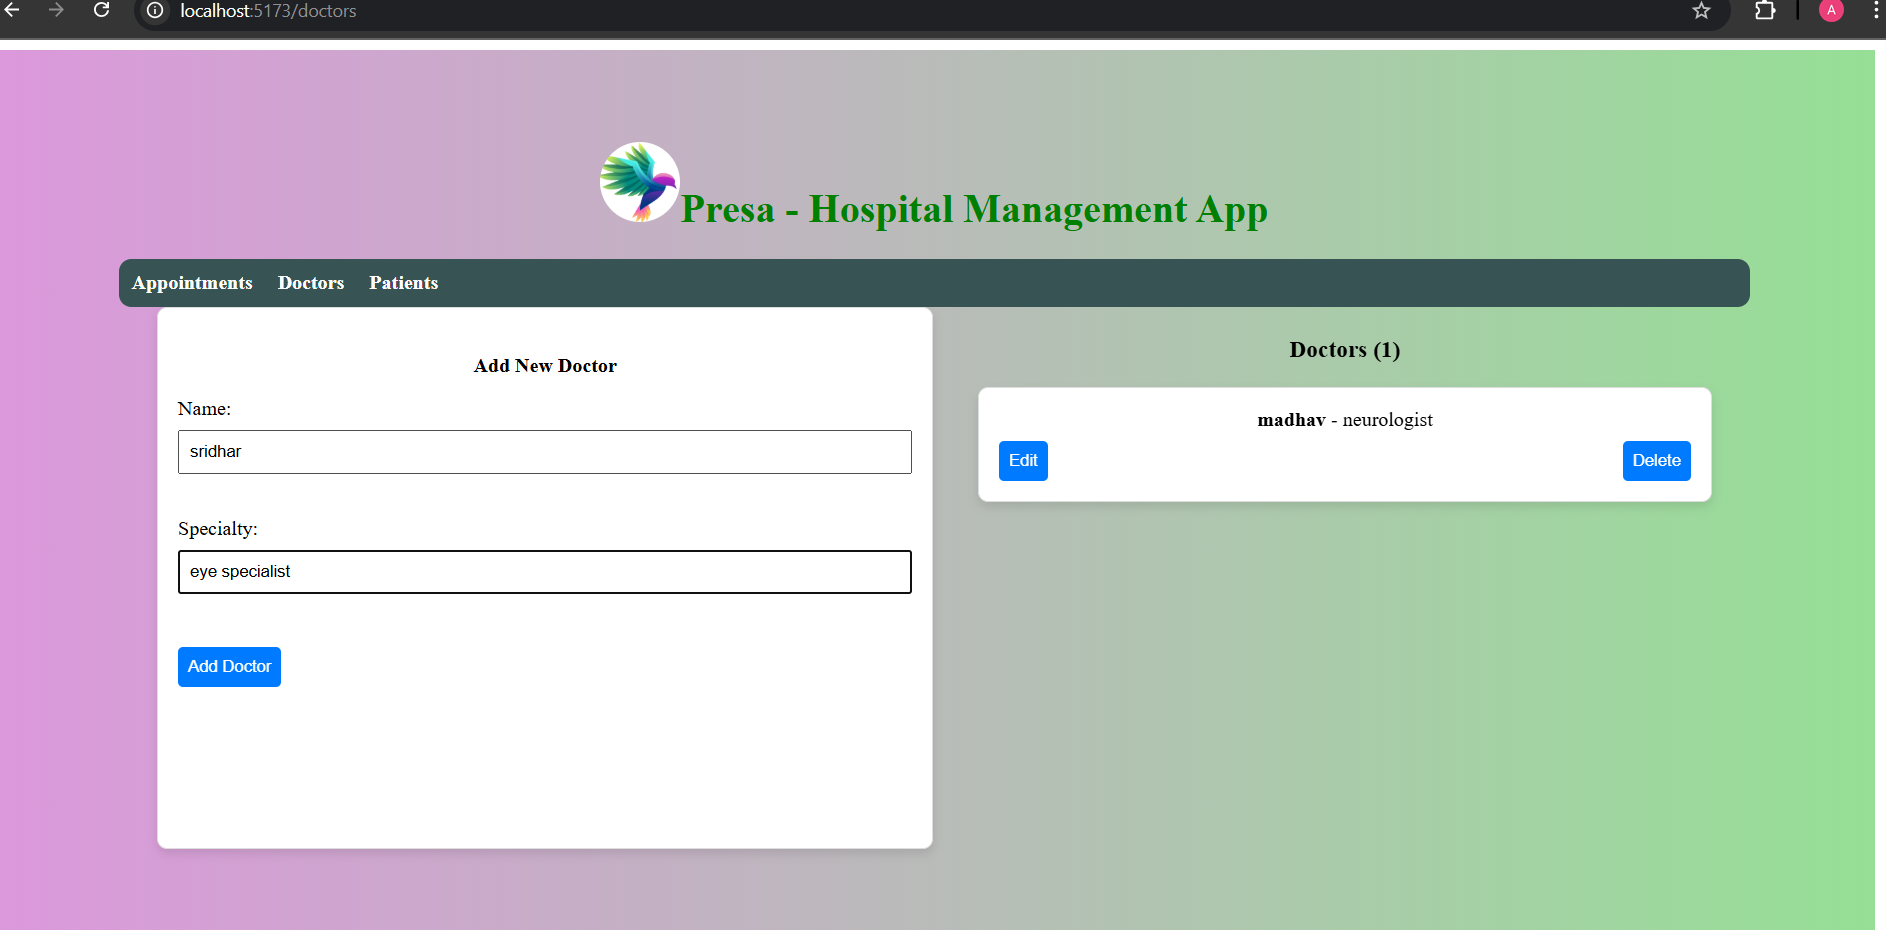 localhost:5173/doctors
A
Presa - Hospital Management App
Appointments Doctors Patients
Add New Doctor
Name:
sridhar
Specialty:
eye specialist
Add Doctor
Doctors (1)
madhav - neurologist
Edit Delete